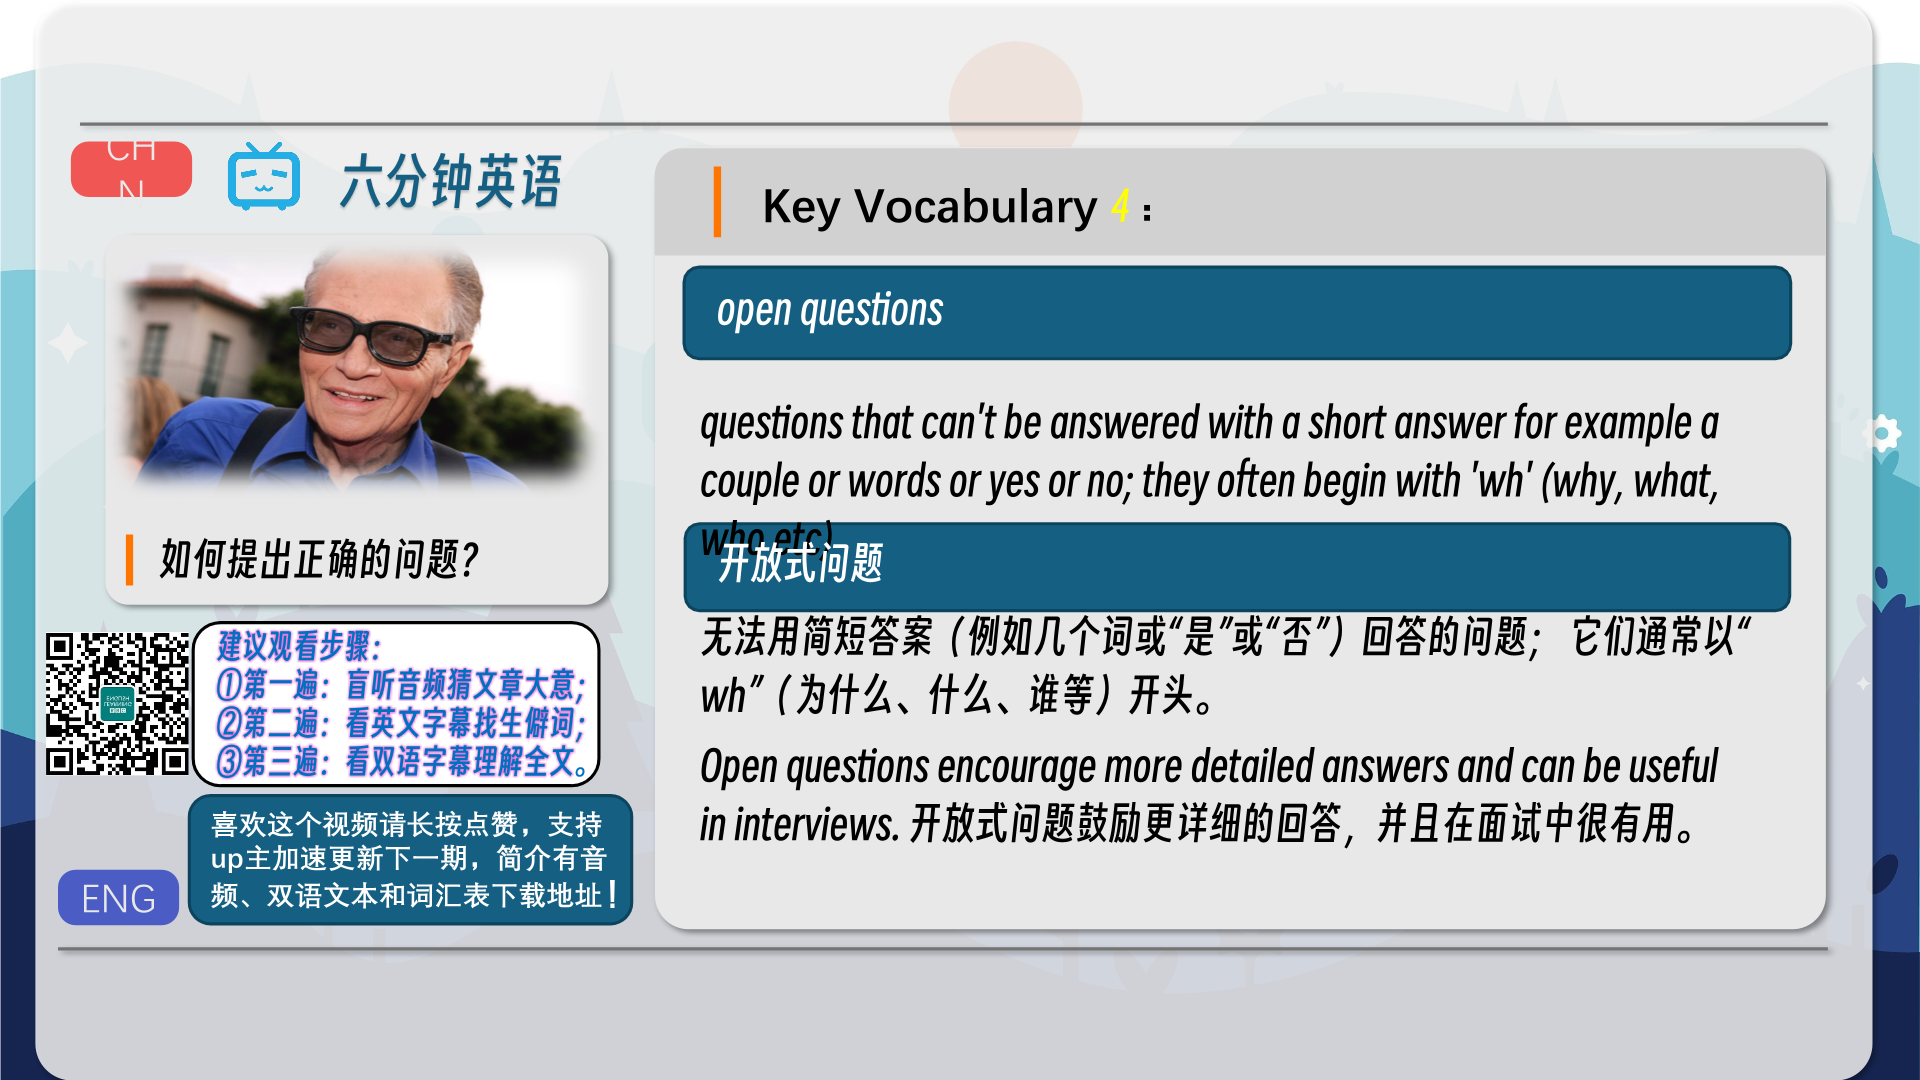 CH
N
六分钟英语
如何提出正确的问题?
建议观看步骤：
①第一遍：盲听音频猜文章大意；
②第二遍：看英文字幕找生僻词；
③第三遍：看双语字幕理解全文。
喜欢这个视频请长按点赞，支持
up主加速更新下一期，简介有音
频、双语文本和词汇表下载地址！
ENG
Key Vocabulary 4：
open questions
questions that can't be answered with a short answer for example a
couple or words or yes or no; they often begin with 'wh' (why, what,
who etc)
开放式问题
无法用简短答案（例如几个词或“是”或“否”）回答的问题； 它们通常以“
wh”（为什么、什么、谁等）开头。
Open questions encourage more detailed answers and can be useful
in interviews. 开放式问题鼓励更详细的回答，并且在面试中很有用。